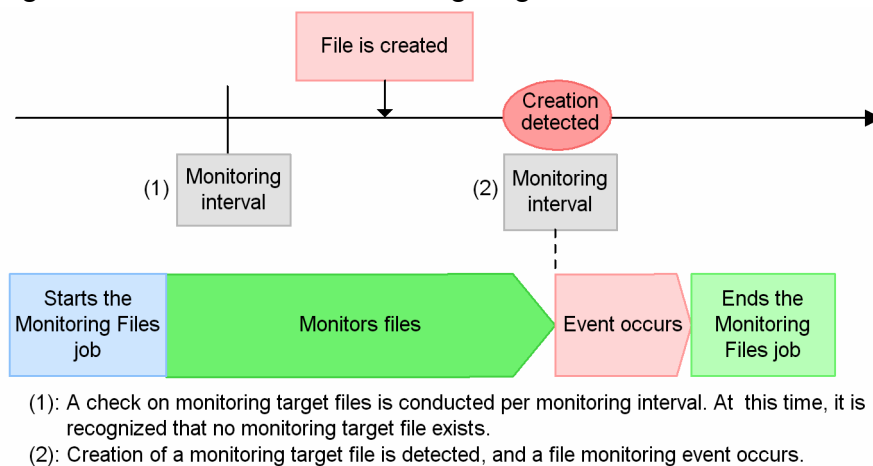 File is created
Creation
detected
(1)
Monitoring
interval
(2)
Monitoring
interval
Starts the
Monitoring Files
job
Monitors files
Event occurs
Ends the
Monitoring
Files job
(1): A check on monitoring target files is conducted per monitoring interval. At this time, it is
recognized that no monitoring target file exists.
(2): Creation of a monitoring target file is detected, and a file monitoring event occurs.